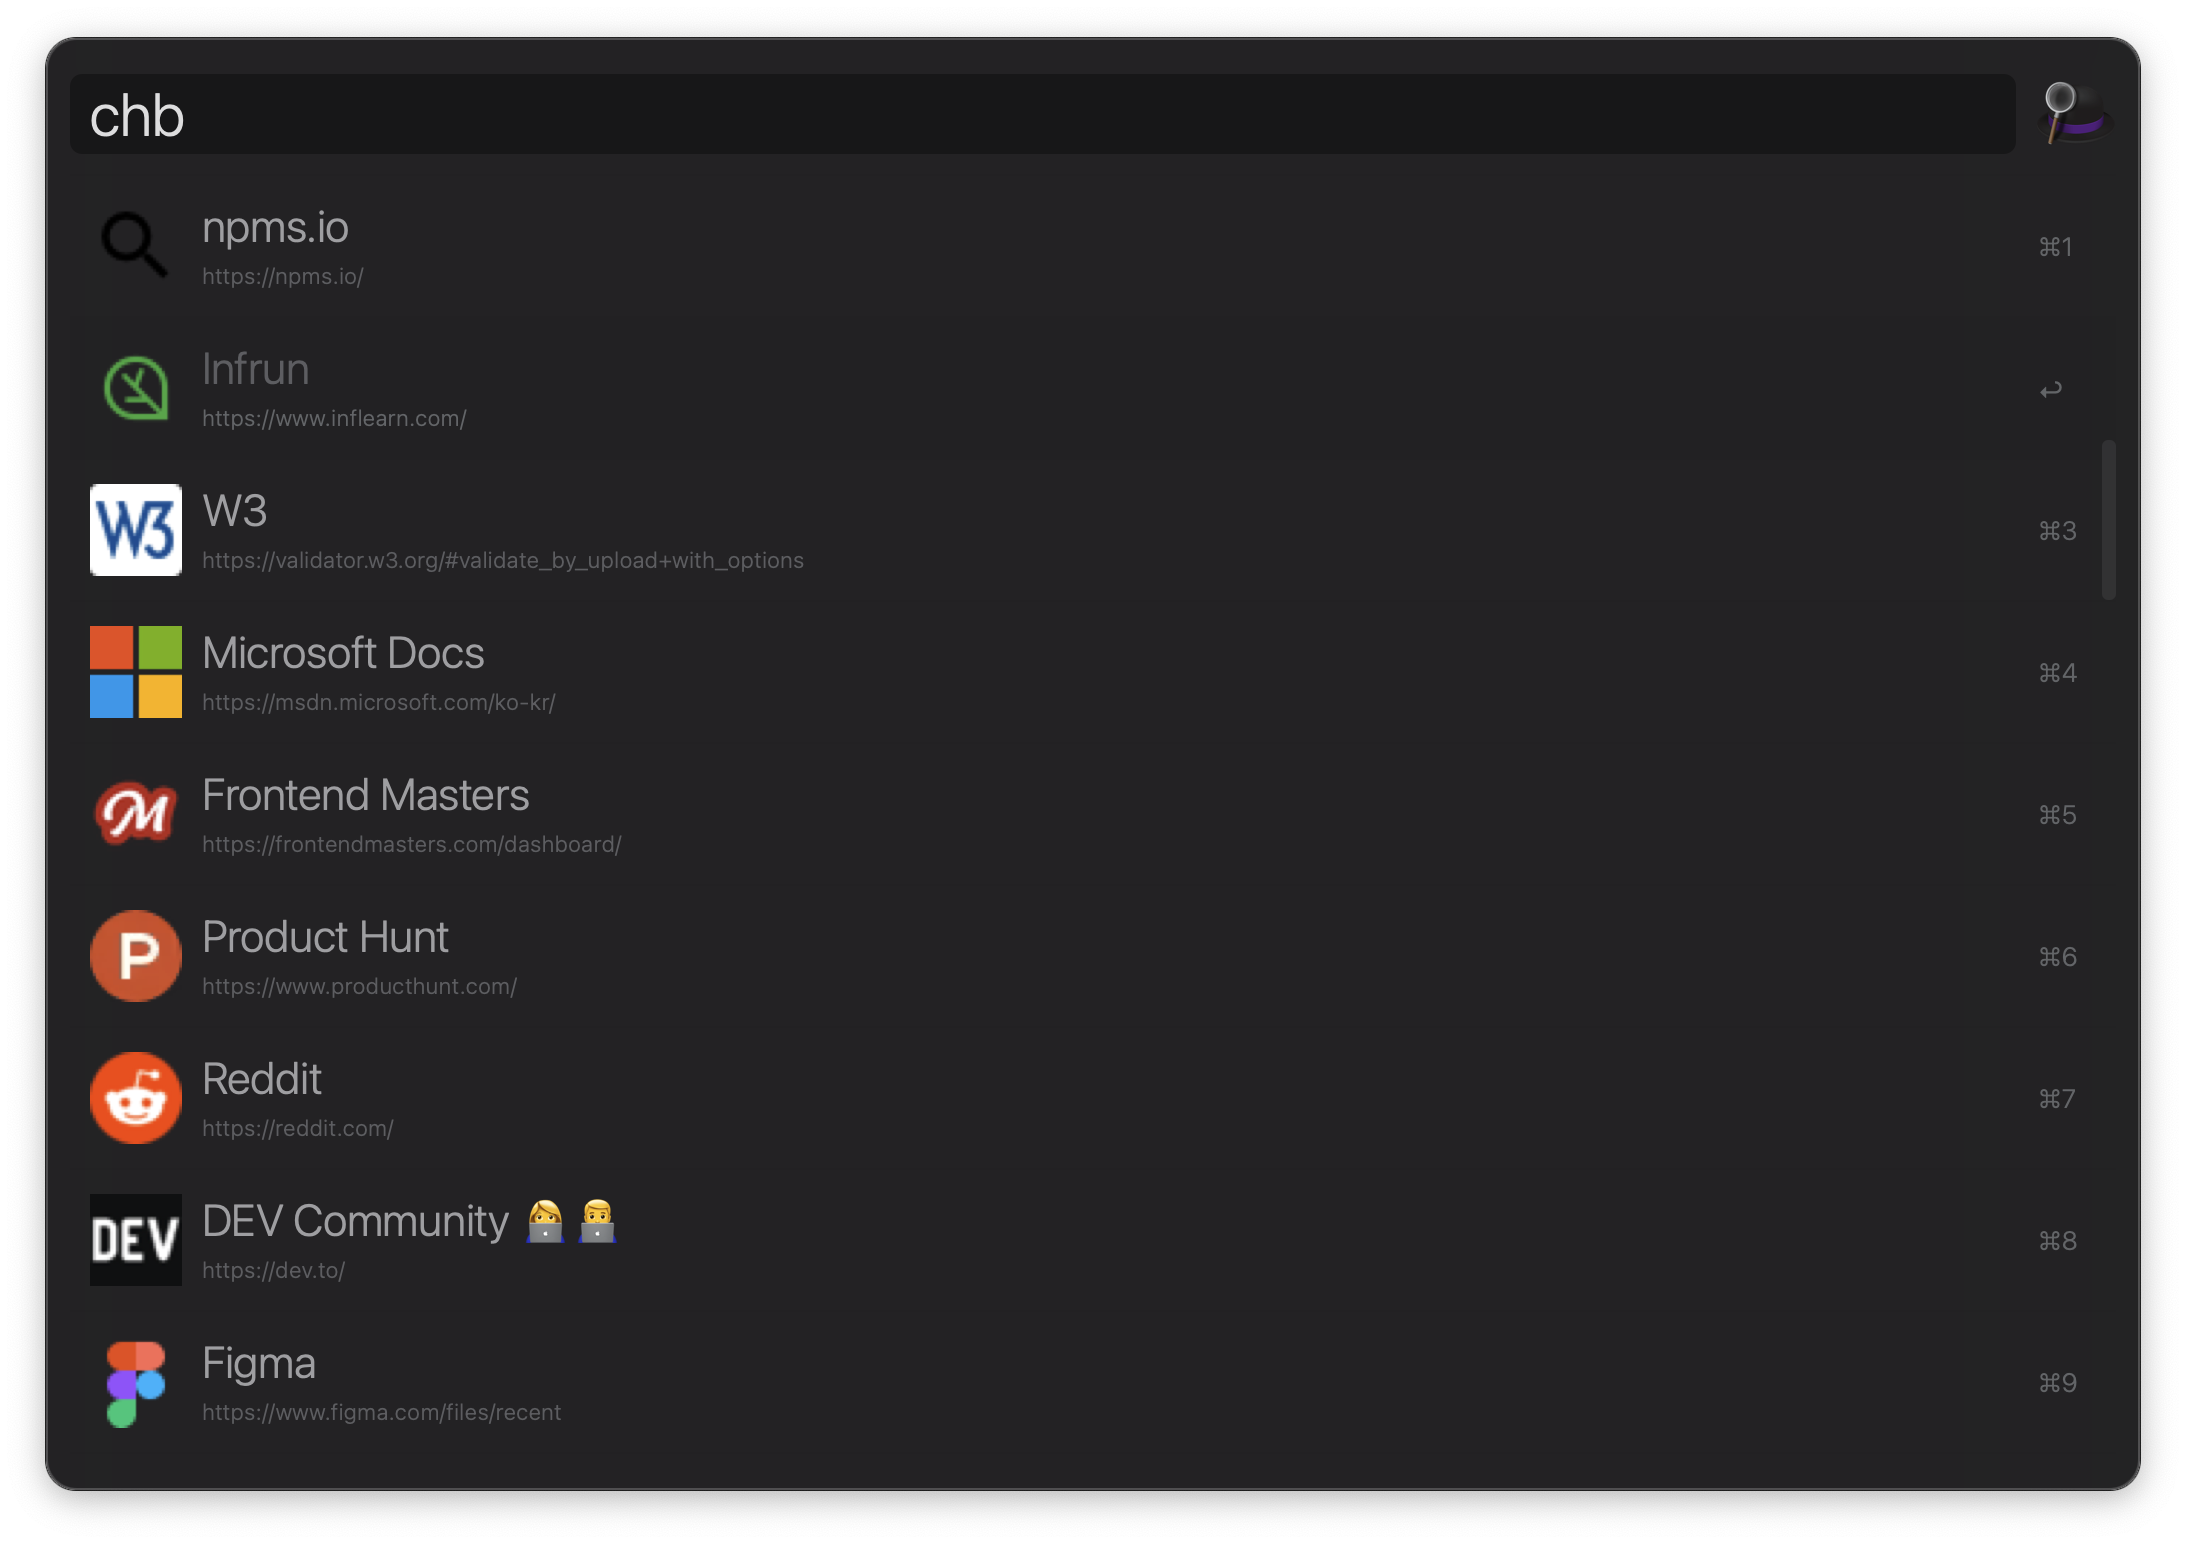 chb
npms.io
https://npms.io/
⌘1
Infrun
https://www.inflearn.com/
↩
W3
W3
https://validator.w3.org/#validate_by_upload+with_options
⌘3
Microsoft Docs
https://msdn.microsoft.com/ko-kr/
⌘4
M
Frontend Masters
https://frontendmasters.com/dashboard/
⌘5
P
Product Hunt
https://www.producthunt.com/
⌘6
Reddit
https://reddit.com/
⌘7
DEV
DEV Community 👩‍💻 👨‍💻
https://dev.to/
⌘8
Figma
https://www.figma.com/files/recent
⌘9